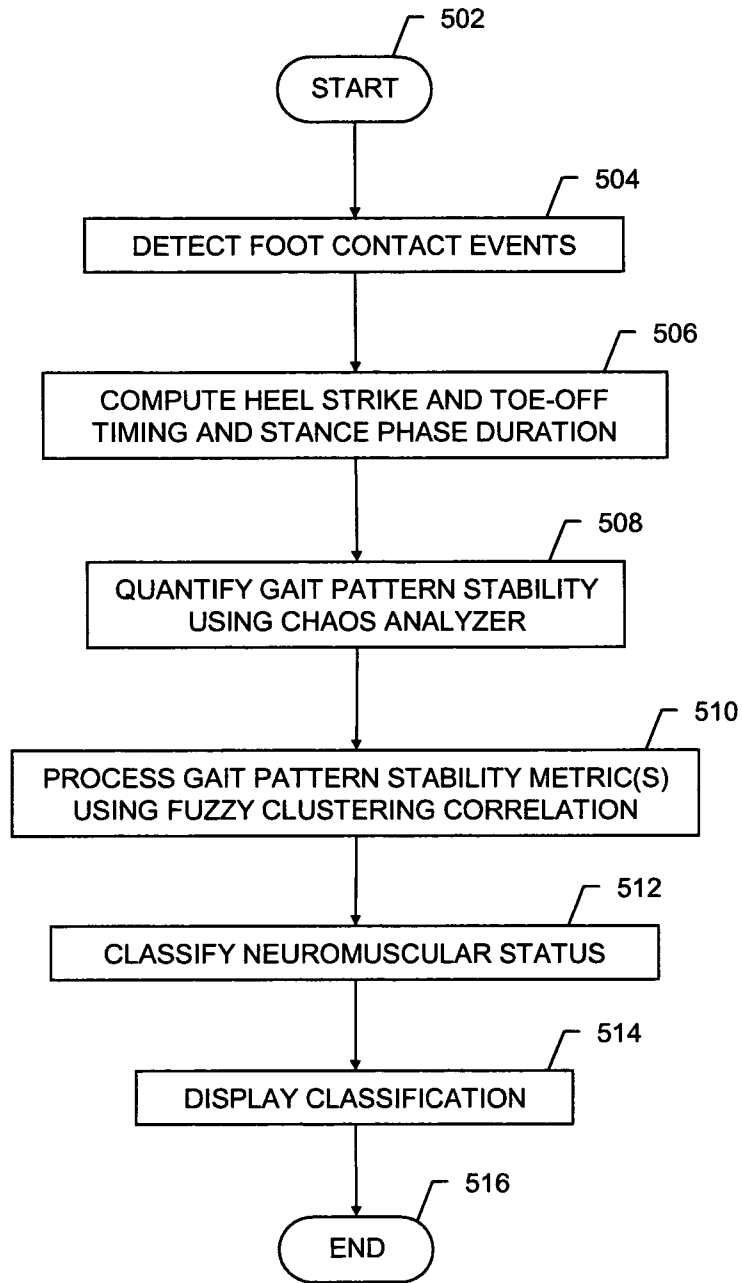 502
START
504
DETECT FOOT CONTACT EVENTS
506
COMPUTE HEEL STRIKE AND TOE-OFF
TIMING AND STANCE PHASE DURATION
508
QUANTIFY GAIT PATTERN STABILITY
USING CHAOS ANALYZER
510
PROCESS GAIT PATTERN STABILITY METRIC(S)
USING FUZZY CLUSTERING CORRELATION
512
CLASSIFY NEUROMUSCULAR STATUS
514
DISPLAY CLASSIFICATION
516
END